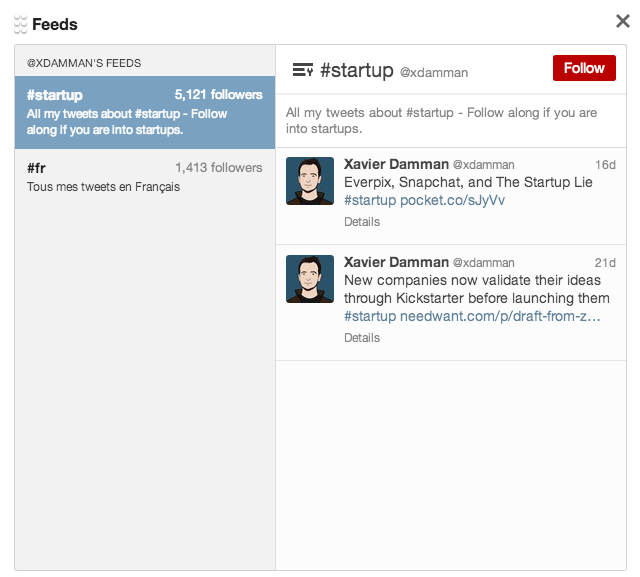 Feeds
@XDAMMAN'S FEEDS
#startup 5,121 followers
All my tweets about #startup - Follow
along if you are into startups.
#fr 1,413 followers
Tous mes tweets en Français
#startup @xdamman Follow
All my tweets about #startup - Follow along if you are
into startups.
Xavier Damman @xdamman 16d
Everpix, Snapchat, and The Startup Lie
#startup pocket.co/sJyVv
Details
Xavier Damman @xdamman 21d
New companies now validate their ideas
through Kickstarter before launching them
#startup needwant.com/p/draft-from-z…
Details